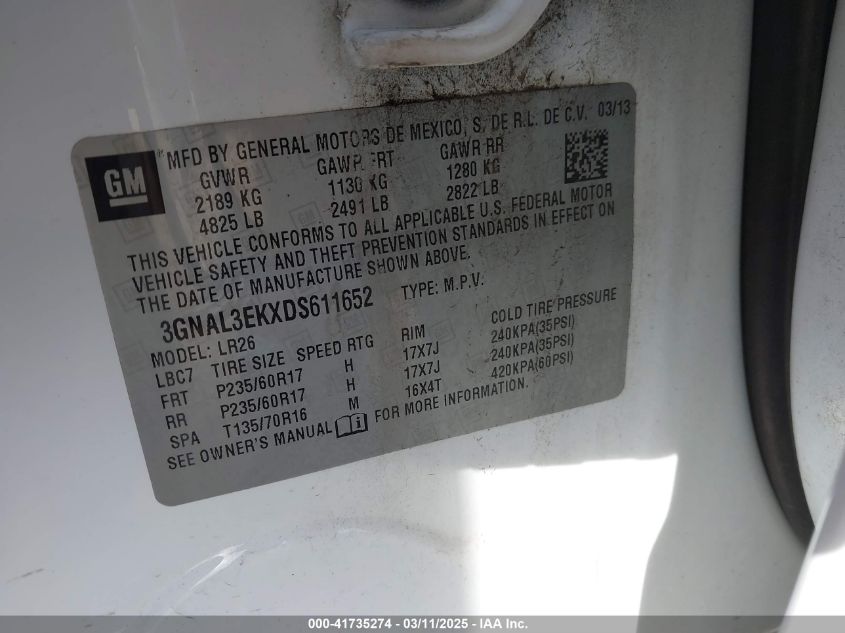 GM
MFD BY GENERAL MOTORS DE MEXICO, S. DE R.L. DE C.V. 03/13
GVWR GAWR FRT GAWR RR
2189 KG 1130 KG 1280 KG
4825 LB 2491 LB 2822 LB
THIS VEHICLE CONFORMS TO ALL APPLICABLE U.S. FEDERAL MOTOR
VEHICLE SAFETY AND THEFT PREVENTION STANDARDS IN EFFECT ON
THE DATE OF MANUFACTURE SHOWN ABOVE.
3GNAL3EKXDS611652 TYPE: M.P.V.
MODEL: LR26
LBC7 TIRE SIZE SPEED RTG RIM COLD TIRE PRESSURE
FRT P235/60R17 H 17X7J 240KPA(35PSI)
RR P235/60R17 H 17X7J 240KPA(35PSI)
SPA T135/70R16 M 16X4T 420KPA(60PSI)
SEE OWNER'S MANUAL FOR MORE INFORMATION.
000-41735274 - 03/11/2025 - IAA Inc.